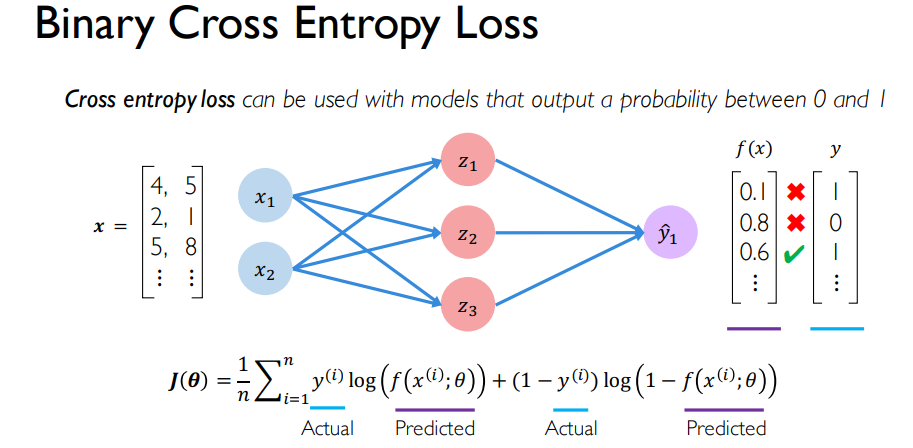 Binary Cross Entropy Loss
Cross entropy loss can be used with models that output a probability between 0 and 1
f(x) y
x = [4, 5
2, 1
5, 8
⋮ ⋮]
x₁
x₂
z₁
z₂
z₃
ŷ₁
0.1 ✖ 1
0.8 ✖ 0
0.6 ✔ 1
⋮ ⋮
J(θ) = 1/n ∑ⁿᵢ₌₁ y⁽ⁱ⁾ log(f(x⁽ⁱ⁾; θ)) + (1 − y⁽ⁱ⁾) log(1 − f(x⁽ⁱ⁾; θ))
Actual Predicted Actual Predicted